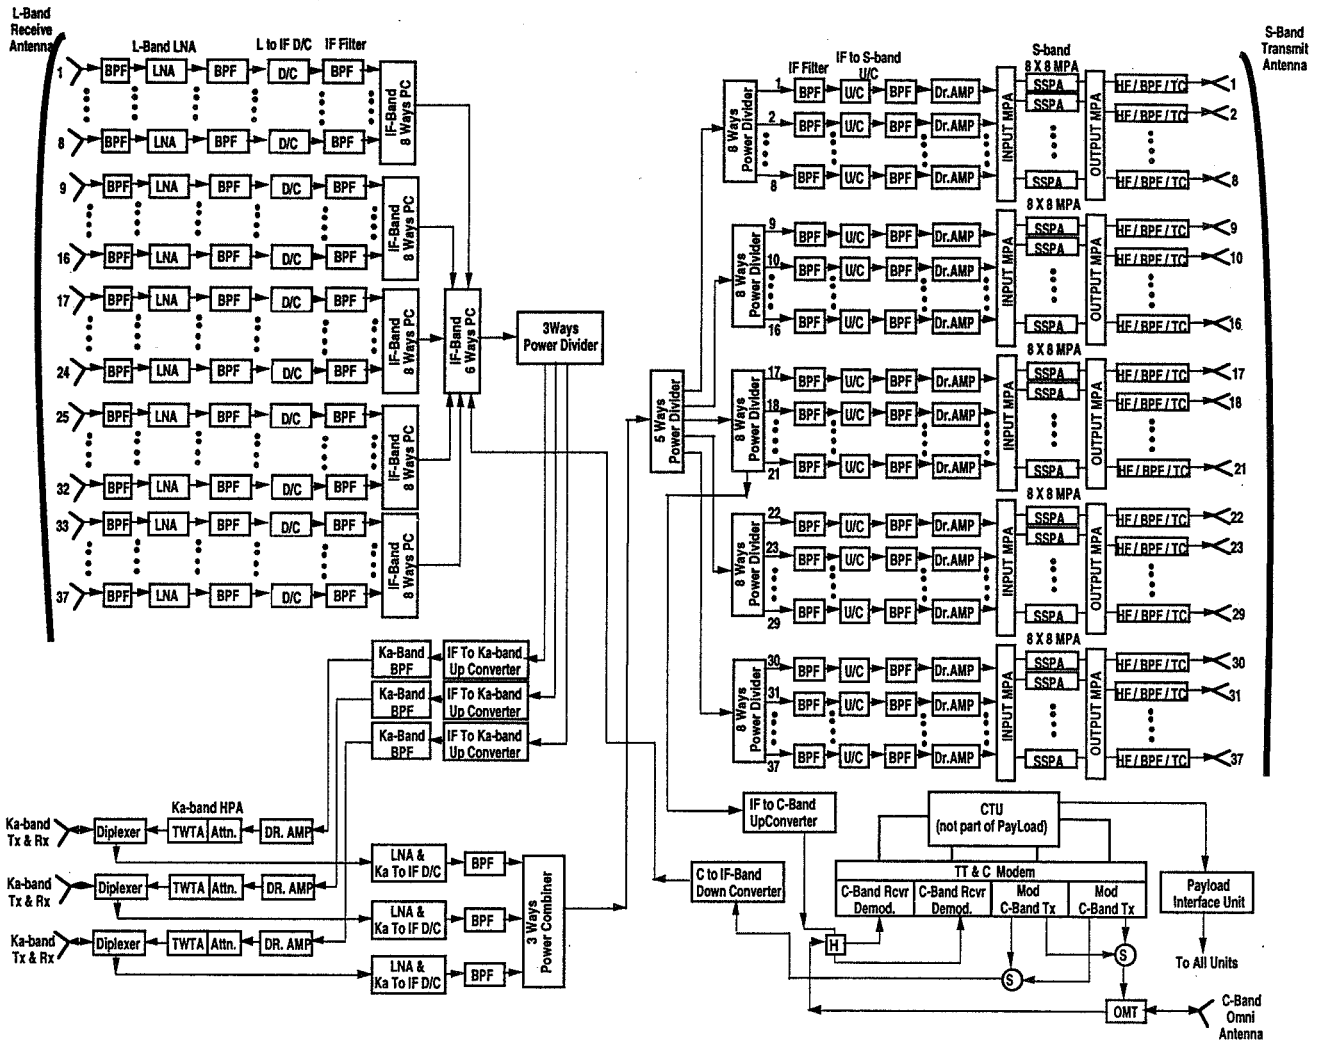 L-Band
Receive
Antenna
L-Band LNA
L to IF D/C
IF Filter
1 BPF LNA BPF D/C BPF
8 BPF LNA BPF D/C BPF
IF-Band
8 Ways PC
9 BPF LNA BPF D/C BPF
16 BPF LNA BPF D/C BPF
IF-Band
8 Ways PC
17 BPF LNA BPF D/C BPF
24 BPF LNA BPF D/C BPF
IF-Band
8 Ways PC
25 BPF LNA BPF D/C BPF
32 BPF LNA BPF D/C BPF
IF-Band
8 Ways PC
33 BPF LNA BPF D/C BPF
37 BPF LNA BPF D/C BPF
IF-Band
8 Ways PC
IF-Band
6 Ways PC
3Ways
Power Divider
Ka-Band
BPF
IF To Ka-band
Up Converter
Ka-Band
BPF
IF To Ka-band
Up Converter
Ka-Band
BPF
IF To Ka-band
Up Converter
Ka-band HPA
Ka-band
Tx & Rx
Diplexer TWTA Attn. DR. AMP
LNA &
Ka To IF D/C
BPF
Ka-band
Tx & Rx
Diplexer TWTA Attn. DR. AMP
LNA &
Ka To IF D/C
BPF
Ka-band
Tx & Rx
Diplexer TWTA Attn. DR. AMP
LNA &
Ka To IF D/C
BPF
3 Ways
Power Combiner
5 Ways
Power Divider
IF Filter
IF to S-band
U/C
S-band
8 X 8 MPA
S-Band
Transmit
Antenna
8 Ways
Power Divider
1 BPF U/C BPF Dr.AMP
2 BPF U/C BPF Dr.AMP
8 BPF U/C BPF Dr.AMP
INPUT MPA
SSPA
SSPA
SSPA
OUTPUT MPA
HF / BPF / TC 1
HF / BPF / TC 2
HF / BPF / TC 8
8 X 8 MPA
8 Ways
Power Divider
9 BPF U/C BPF Dr.AMP
10 BPF U/C BPF Dr.AMP
16 BPF U/C BPF Dr.AMP
INPUT MPA
SSPA
SSPA
SSPA
OUTPUT MPA
HF / BPF / TC 9
HF / BPF / TC 10
HF / BPF / TC 16
8 X 8 MPA
8 Ways
Power Divider
17 BPF U/C BPF Dr.AMP
18 BPF U/C BPF Dr.AMP
21 BPF U/C BPF Dr.AMP
INPUT MPA
SSPA
SSPA
SSPA
OUTPUT MPA
HF / BPF / TC 17
HF / BPF / TC 18
HF / BPF / TC 21
8 X 8 MPA
8 Ways
Power Divider
22 BPF U/C BPF Dr.AMP
23 BPF U/C BPF Dr.AMP
29 BPF U/C BPF Dr.AMP
INPUT MPA
SSPA
SSPA
SSPA
OUTPUT MPA
HF / BPF / TC 22
HF / BPF / TC 23
HF / BPF / TC 29
8 X 8 MPA
8 Ways
Power Divider
30 BPF U/C BPF Dr.AMP
31 BPF U/C BPF Dr.AMP
37 BPF U/C BPF Dr.AMP
INPUT MPA
SSPA
SSPA
SSPA
OUTPUT MPA
HF / BPF / TC 30
HF / BPF / TC 31
HF / BPF / TC 37
IF to C-Band
UpConverter
C to IF-Band
Down Converter
CTU
(not part of PayLoad)
TT & C Modem
C-Band Rcvr
Demod.
C-Band Rcvr
Demod.
Mod
C-Band Tx
Mod
C-Band Tx
Payload
Interface Unit
To All Units
H
S
S
OMT
C-Band
Omni
Antenna